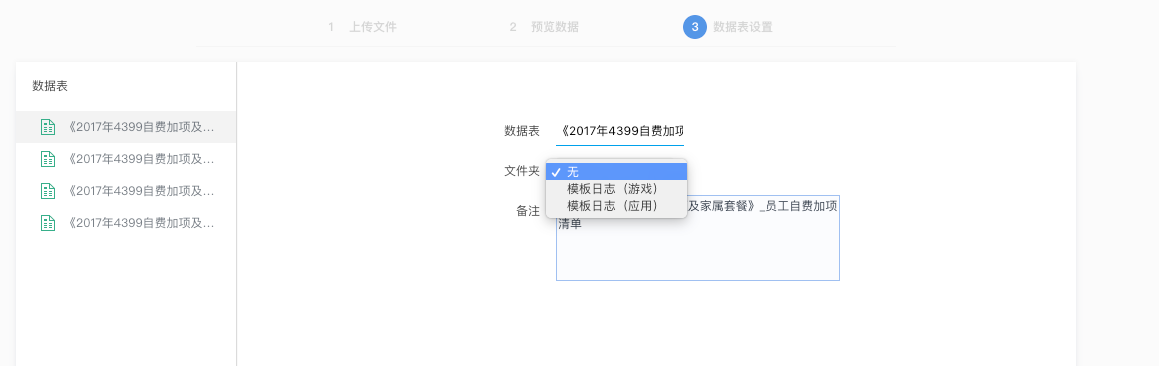 1 上传文件 2 预览数据 3 数据表设置
数据表
《2017年4399自费加项及...
《2017年4399自费加项及...
《2017年4399自费加项及...
《2017年4399自费加项及...
数据表 《2017年4399自费加项
文件夹
✓ 无
模板日志（游戏）
模板日志（应用）
备注
及家属套餐》_员工自费加项
清单